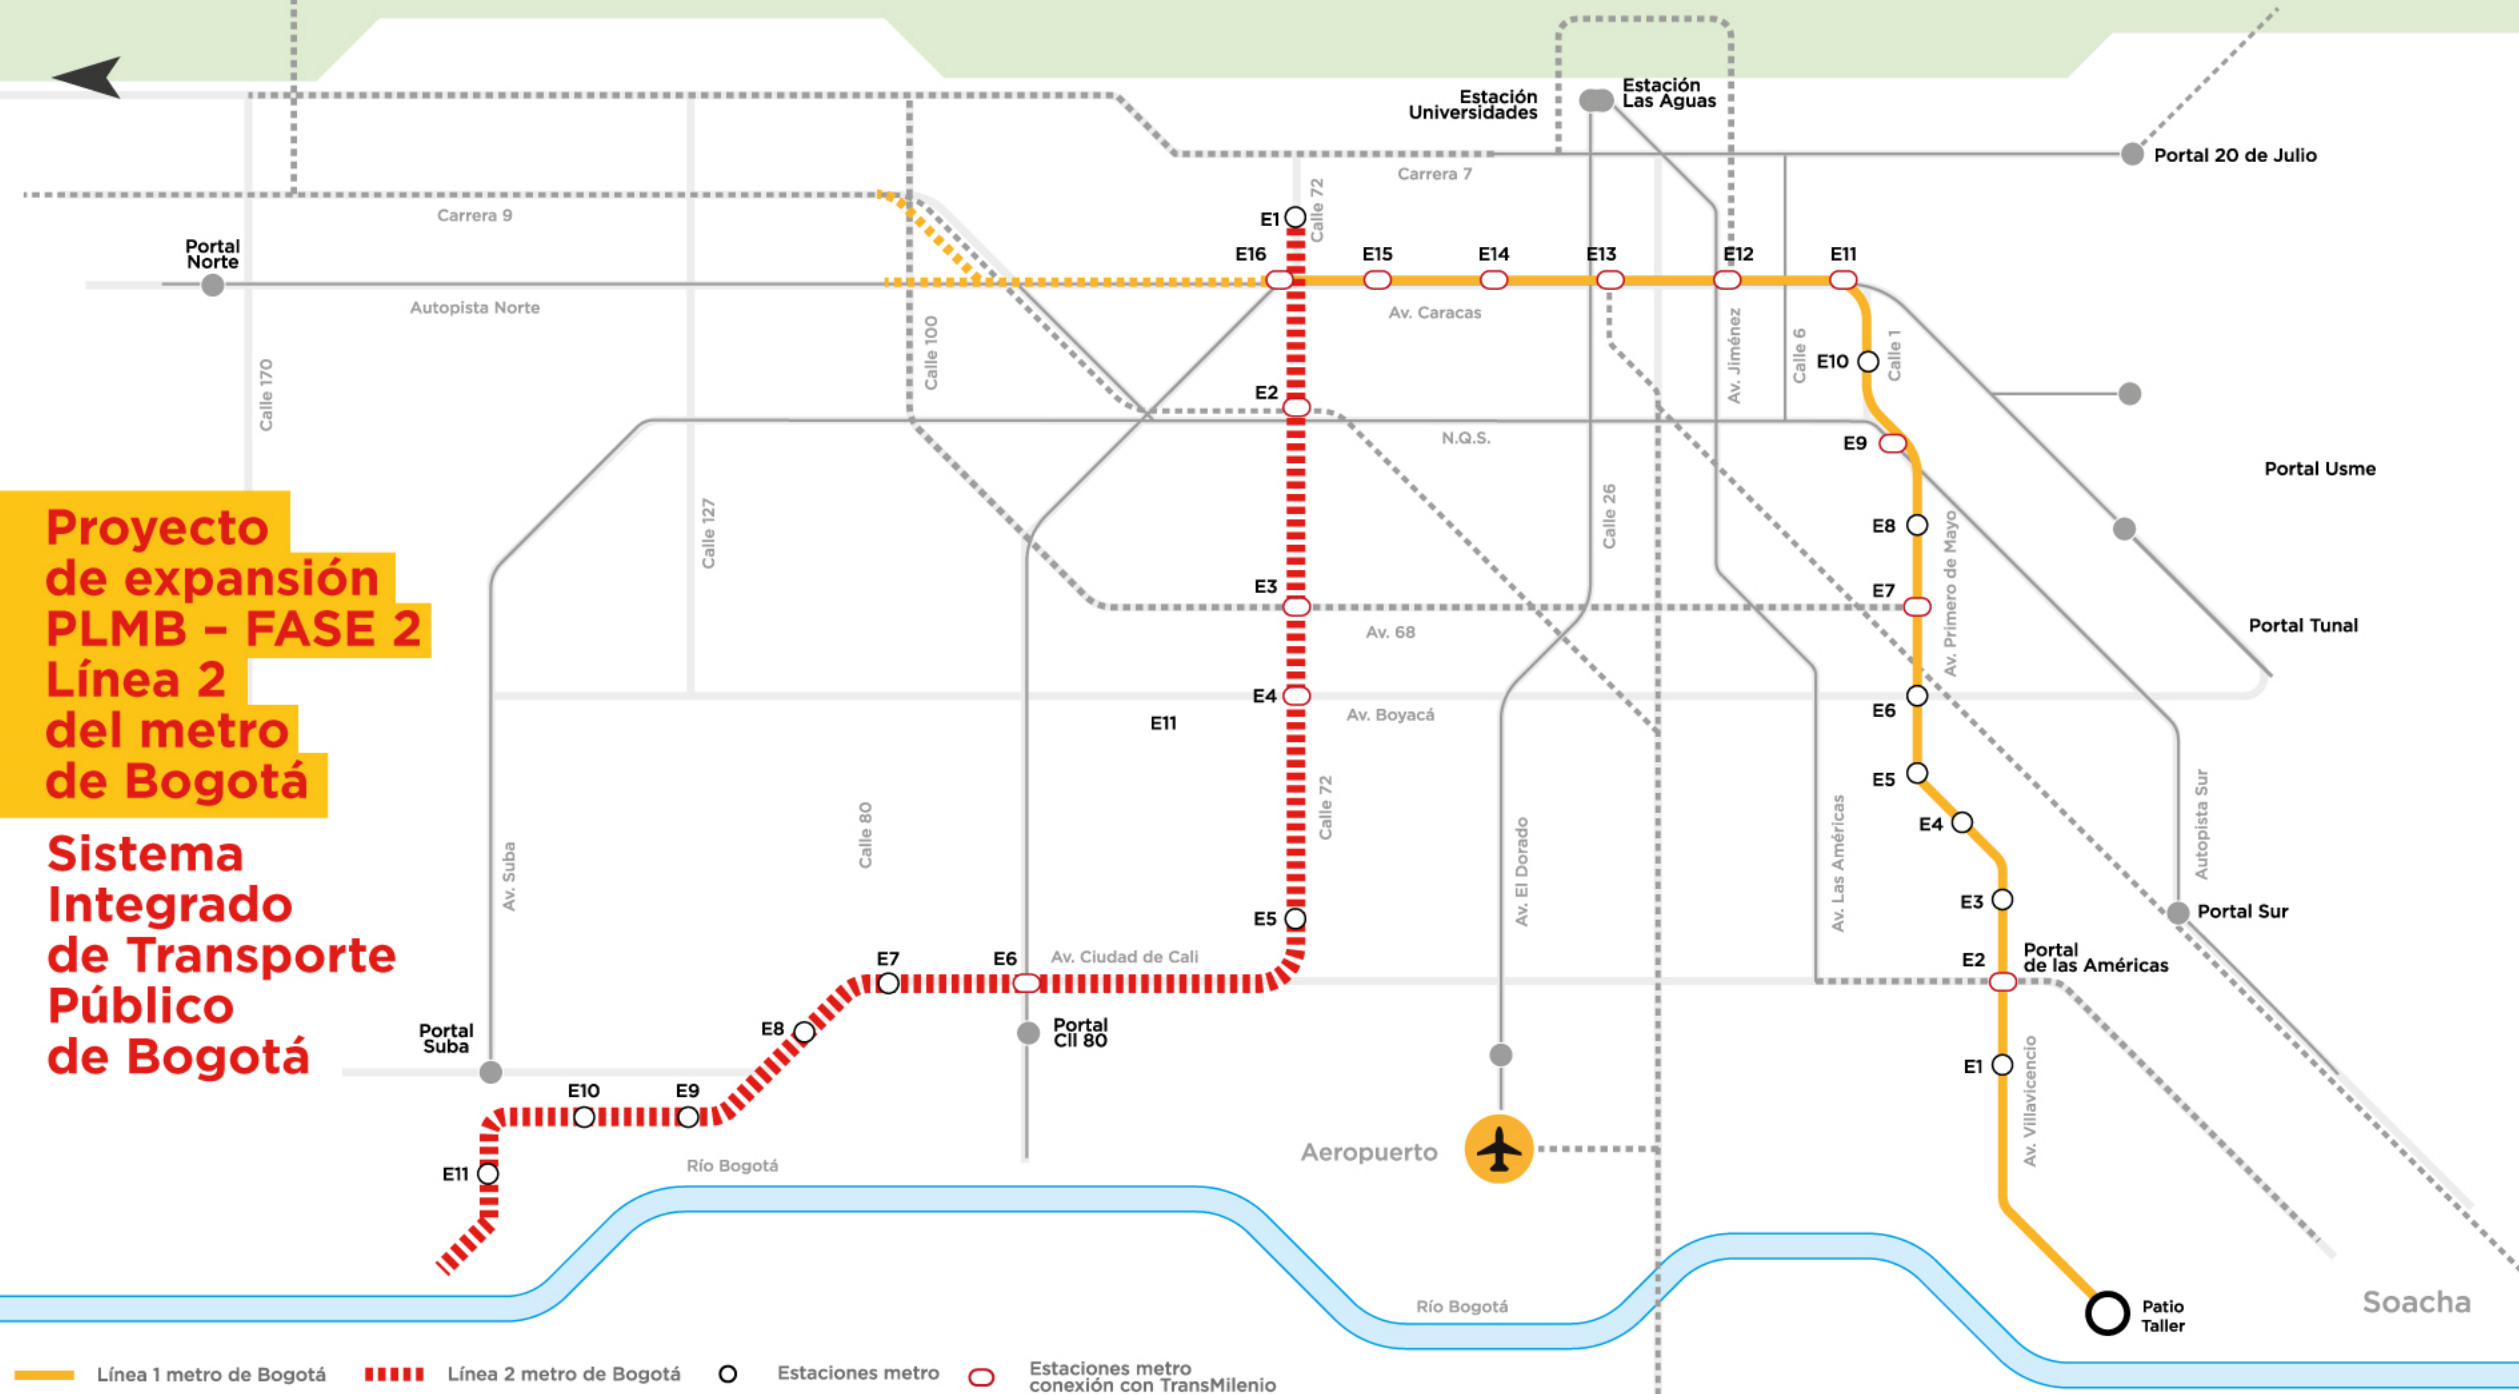 Estación
Las Aguas
Estación
Universidades
Portal 20 de Julio
Carrera 7
Calle 72
Carrera 9
E1
Portal
Norte
E16
E15
E14
E13
E12
E11
Autopista Norte
Av. Caracas
Calle 170
Calle 100
Av. Jiménez
Calle 6
Calle 1
E10
E2
N.Q.S.
E9
Portal Usme
Calle 127
Calle 26
E8
Av. Primero de Mayo
E3
E7
Av. 68
Portal Tunal
E4
Av. Boyacá
E6
E11
E5
Calle 72
Calle 80
E4
Av. Suba
Av. El Dorado
Av. Las Américas
Autopista Sur
E3
Portal Sur
E5
E7
E6
Av. Ciudad de Cali
E2
Portal
de las Américas
E8
Portal
Suba
Portal
Cll 80
E1
E10
E9
Av. Villavicencio
E11
Río Bogotá
Aeropuerto
Río Bogotá
Soacha
Patio
Taller
Proyecto
de expansión
PLMB – FASE 2
Línea 2
del metro
de Bogotá
Sistema
Integrado
de Transporte
Público
de Bogotá
Línea 1 metro de Bogotá
Línea 2 metro de Bogotá
Estaciones metro
Estaciones metro
conexión con TransMilenio